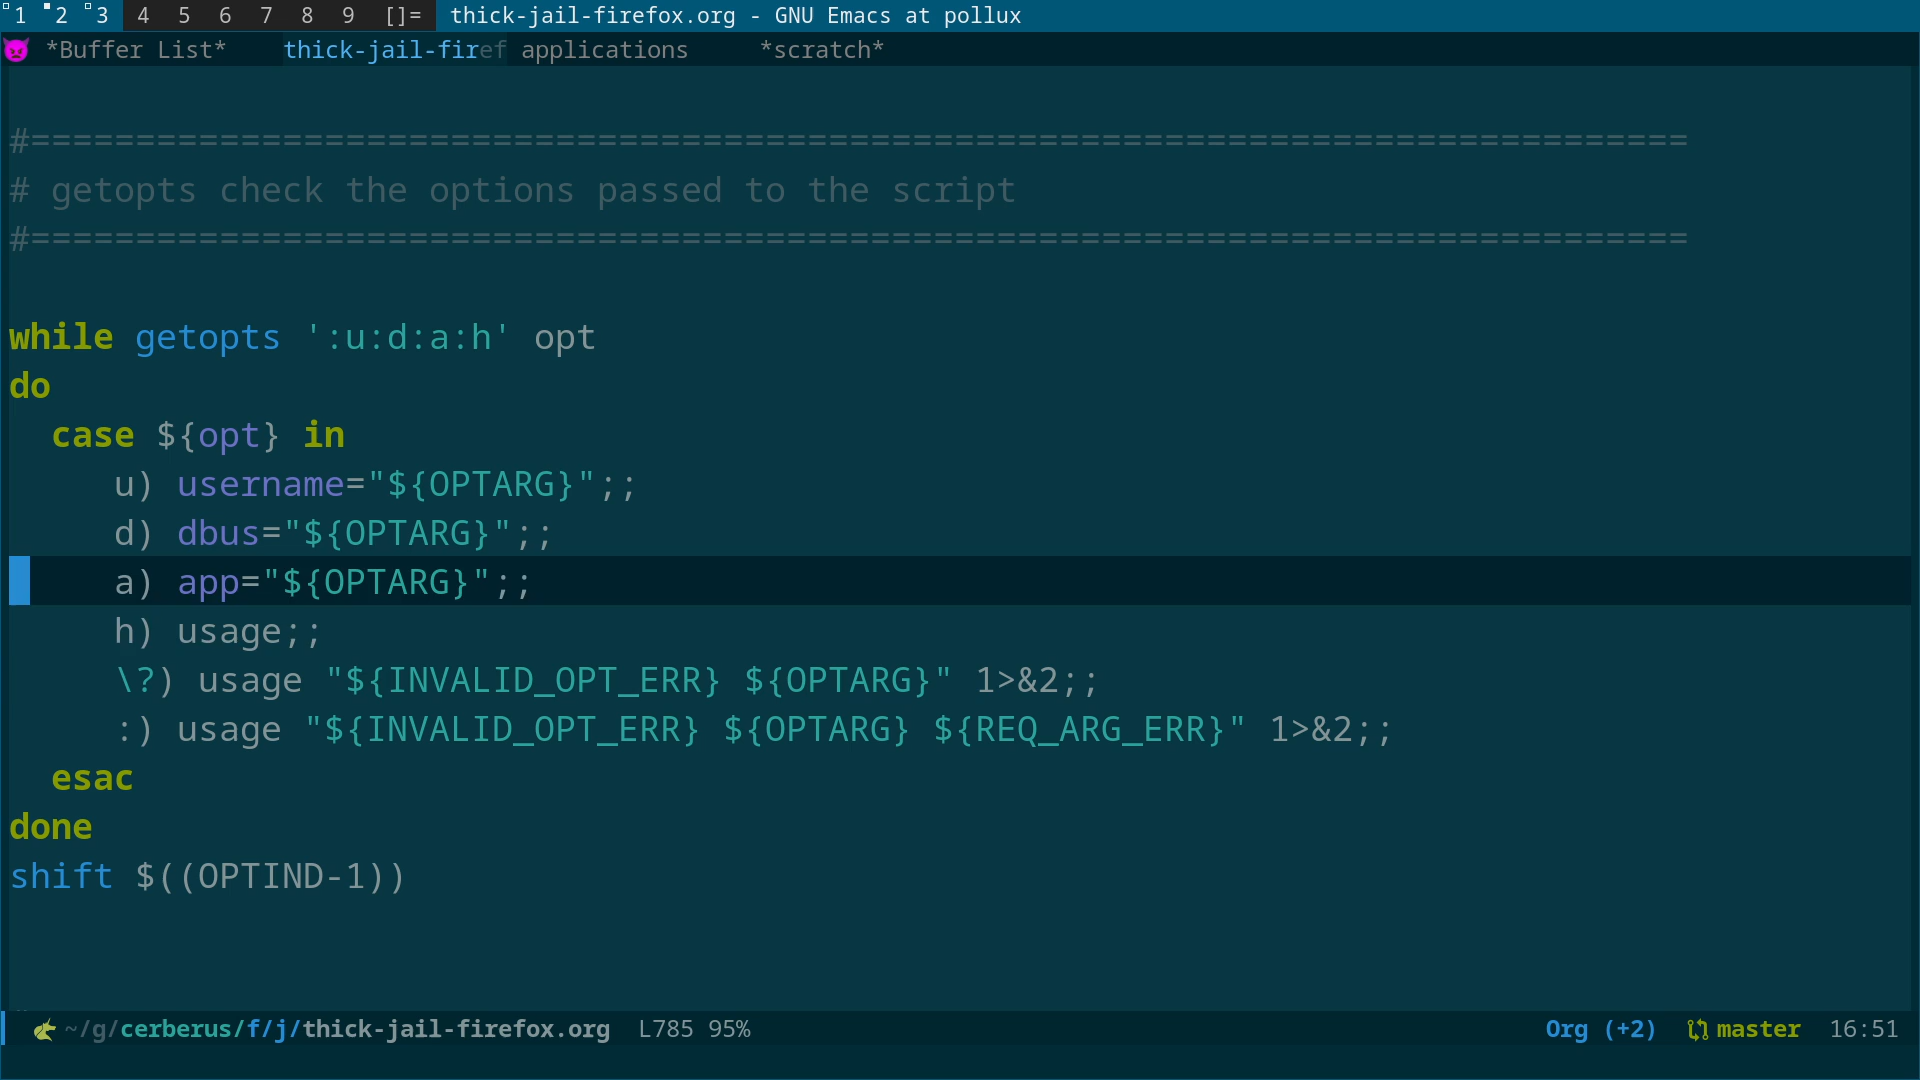 1 2 3 4 5 6 7 8 9 []= thick-jail-firefox.org - GNU Emacs at pollux
*Buffer List* thick-jail-firef applications *scratch*
#===============================================================================
# getopts check the options passed to the script
#===============================================================================
while getopts ':u:d:a:h' opt
do
  case ${opt} in
     u) username="${OPTARG}";;
     d) dbus="${OPTARG}";;
     a) app="${OPTARG}";;
     h) usage;;
     \?) usage "${INVALID_OPT_ERR} ${OPTARG}" 1>&2;;
     :) usage "${INVALID_OPT_ERR} ${OPTARG} ${REQ_ARG_ERR}" 1>&2;;
  esac
done
shift $((OPTIND-1))
~/g/cerberus/f/j/thick-jail-firefox.org L785 95% Org (+2) master 16:51